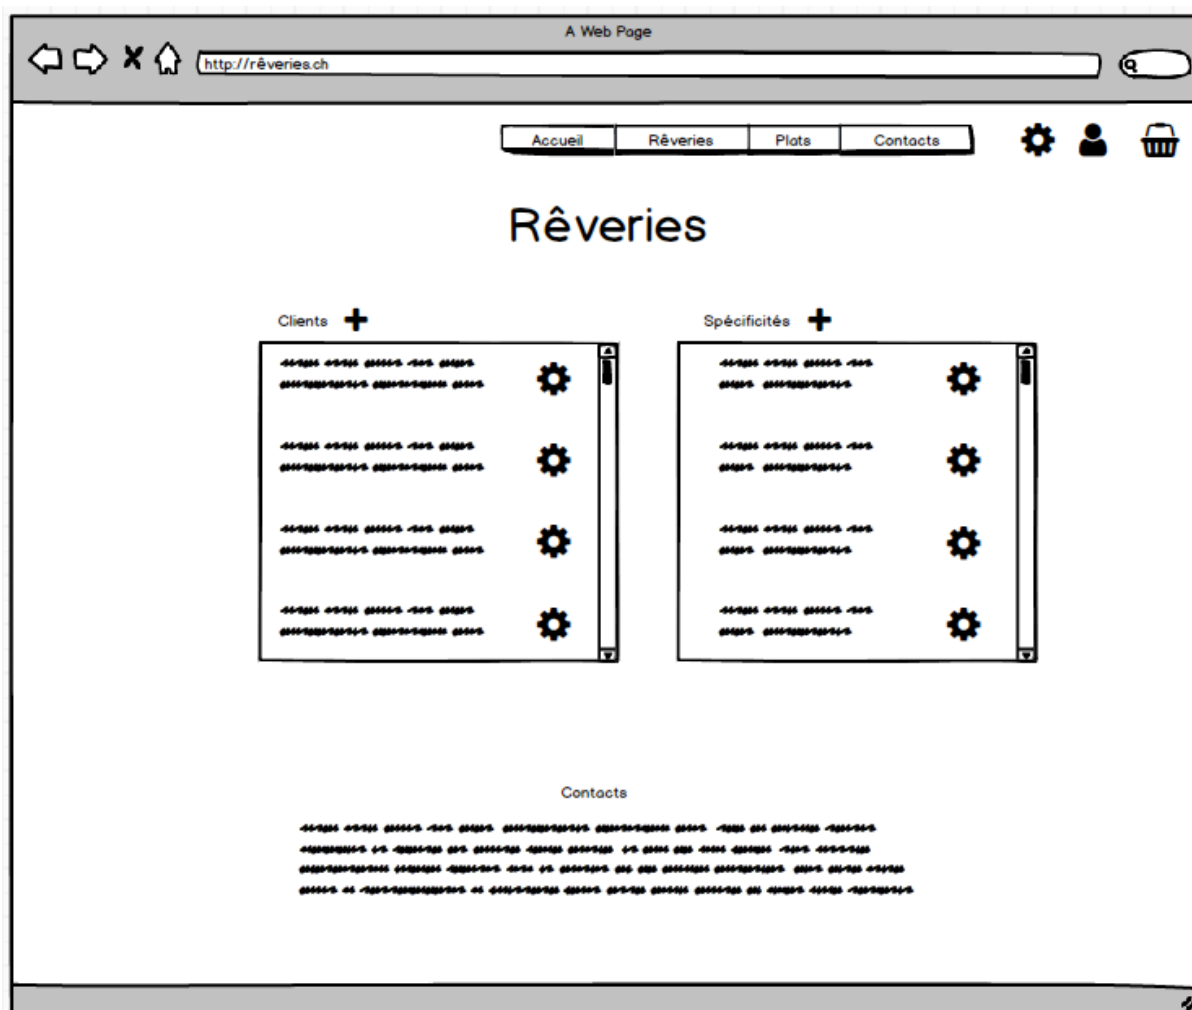 A Web Page
http://rêveries.ch
Accueil Rêveries Plats Contacts
Rêveries
Clients
Spécificités
Contacts